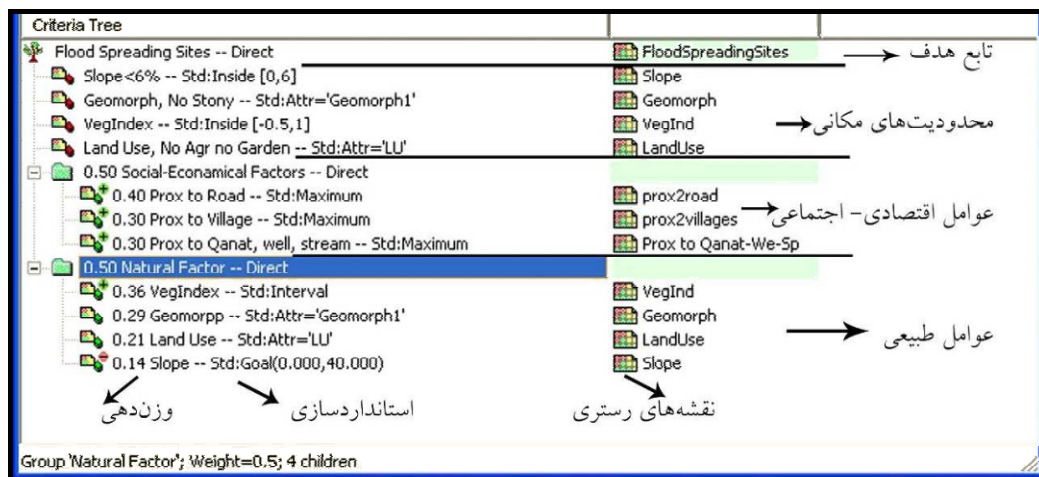 Criteria Tree
Flood Spreading Sites -- Direct FloodSpreadingSites تابع هدف
Slope<6% -- Std:Inside [0,6] Slope
Geomorph, No Stony -- Std:Attr='Geomorph1' Geomorph
VegIndex -- Std:Inside [-0.5,1] VegInd محدودیت‌های مکانی
Land Use, No Agr no Garden -- Std:Attr='LU' LandUse
0.50 Social-Economical Factors -- Direct
0.40 Prox to Road -- Std:Maximum prox2road
0.30 Prox to Village -- Std:Maximum prox2villages عوامل اقتصادی- اجتماعی
0.30 Prox to Qanat, well, stream -- Std:Maximum Prox to Qanat-We-Sp
0.50 Natural Factor -- Direct
0.36 VegIndex -- Std:Interval VegInd
0.29 Geomorpp -- Std:Attr='Geomorph1' Geomorph
0.21 Land Use -- Std:Attr='LU' LandUse عوامل طبیعی
0.14 Slope -- Std:Goal(0.000,40.000) Slope
وزن‌دهی استانداردسازی نقشه‌های رستری
Group 'Natural Factor'; Weight=0.5; 4 children